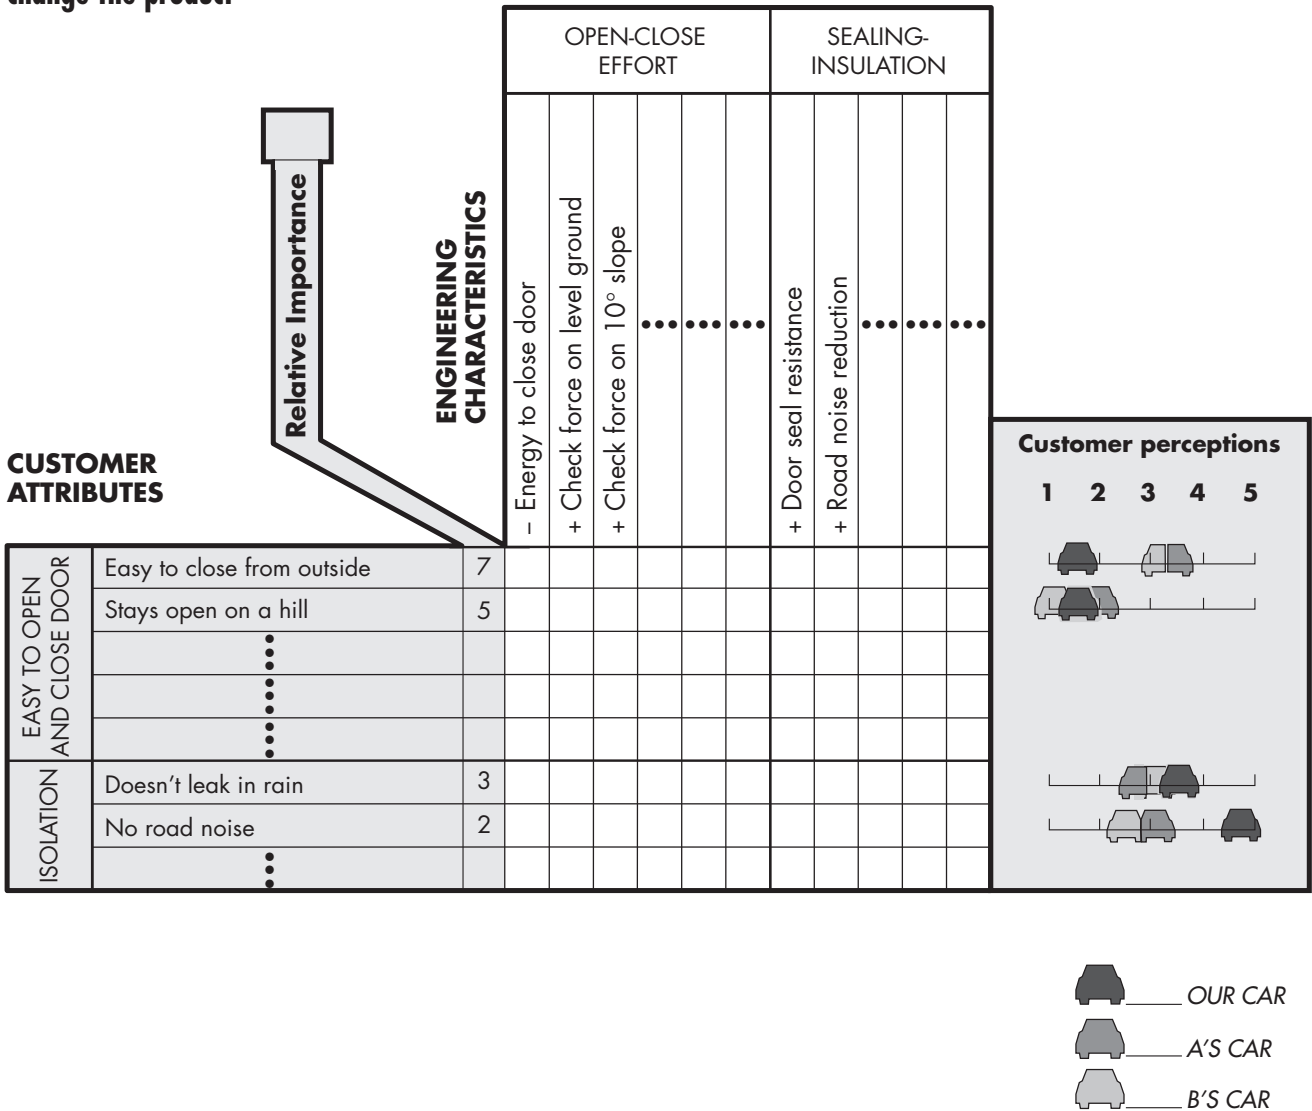 change the product
OPEN-CLOSE
EFFORT
SEALING-
INSULATION
Relative Importance
ENGINEERING
CHARACTERISTICS
– Energy to close door
+ Check force on level ground
+ Check force on 10° slope
+ Door seal resistance
+ Road noise reduction
CUSTOMER
ATTRIBUTES
Customer perceptions
1 2 3 4 5
EASY TO OPEN
AND CLOSE DOOR
Easy to close from outside 7
Stays open on a hill 5
ISOLATION
Doesn't leak in rain 3
No road noise 2
OUR CAR
A'S CAR
B'S CAR